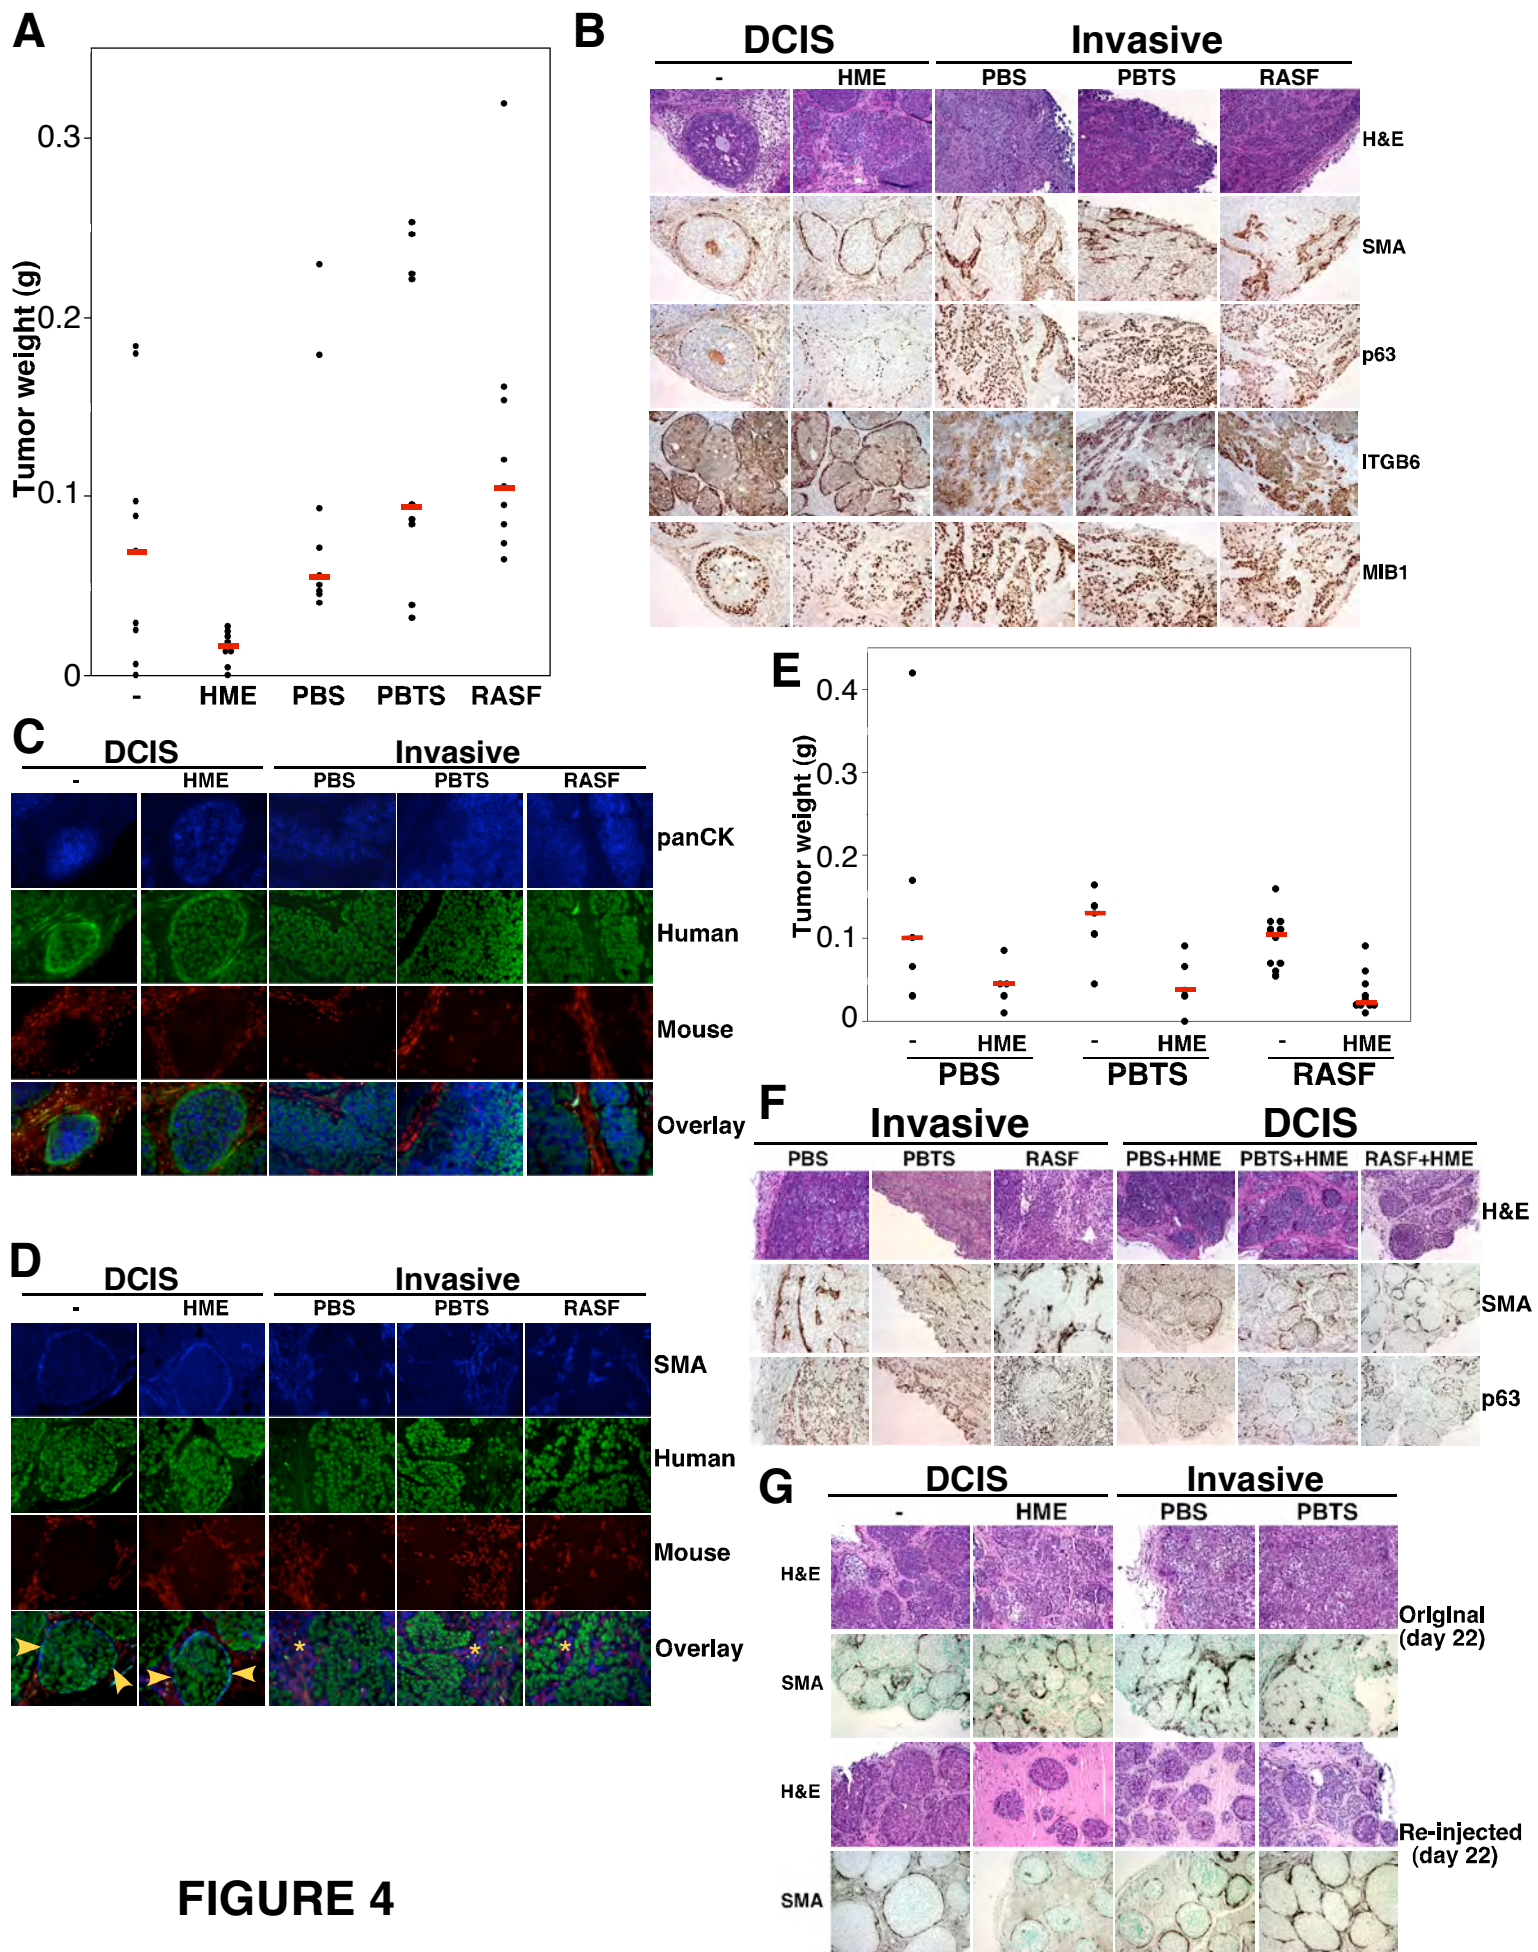 A
Tumor weight (g)
0.3
0.2
0.1
0
- HME PBS PBTS RASF
B
DCIS Invasive
- HME PBS PBTS RASF
H&E
SMA
p63
ITGB6
MIB1
C
DCIS Invasive
- HME PBS PBTS RASF
panCK
Human
Mouse
Overlay
D
DCIS Invasive
- HME PBS PBTS RASF
SMA
Human
Mouse
Overlay
* * *
E
Tumor weight (g)
0.4
0.3
0.2
0.1
0
- HME - HME - HME
PBS PBTS RASF
F
Invasive DCIS
PBS PBTS RASF PBS+HME PBTS+HME RASF+HME
H&E
SMA
p63
G
DCIS Invasive
- HME PBS PBTS
H&E
SMA
Original
(day 22)
H&E
SMA
Re-injected
(day 22)
FIGURE 4